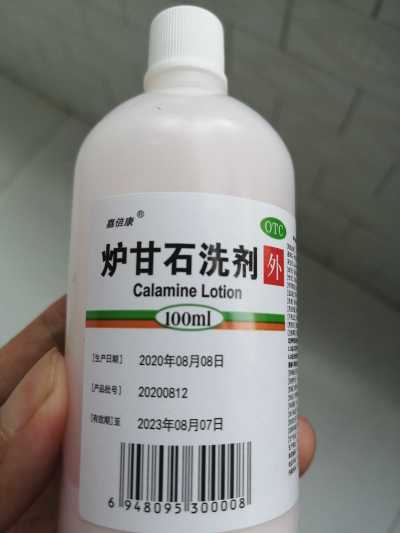 嘉倍康®
OTC
炉甘石洗剂 外
Calamine Lotion
100ml
[生产日期] 2020年08月08日
[产品批号] 20200812
[有效期]至 2023年08月07日
6 948095 300008